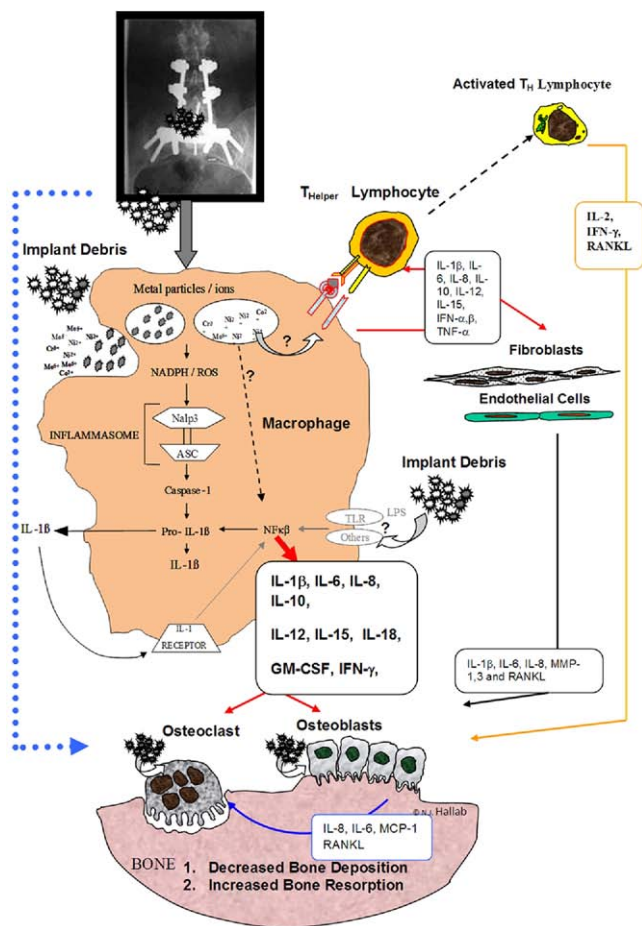 Activated TH Lymphocyte
THelper Lymphocyte
IL-2,
IFN-γ,
RANKL
Implant Debris
IL-1β, IL-
6, IL-8, IL-
10, IL-12,
IL-15,
IFN-α,β,
TNF-α
Metal particles / ions
?
Fibroblasts
NADPH / ROS
?
Endothelial Cells
Nalp3
Macrophage
INFLAMMASOME
ASC
Implant Debris
Caspase-1
TLR
LPS
?
Others
IL-1ß
Pro- IL-1ß
NFκβ
IL-1ß
IL-1β, IL-6, IL-8,
IL-10,
IL-12, IL-15, IL-18,
GM-CSF, IFN-γ,
IL-1
RECEPTOR
IL-1β, IL-6, IL-8, MMP-
1,3 and RANKL
Osteoclast
Osteoblasts
© N.J. Hallab
IL-8, IL-6, MCP-1
RANKL
BONE
1. Decreased Bone Deposition
2. Increased Bone Resorption